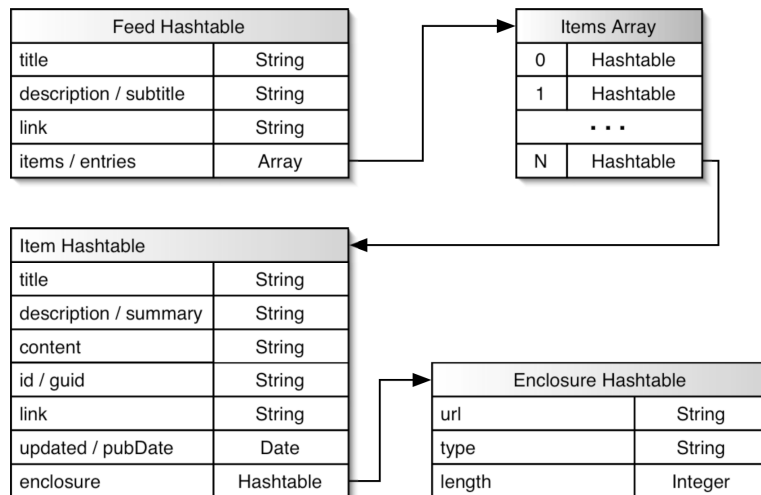 Feed Hashtable
title String
description / subtitle String
link String
items / entries Array
Items Array
0 Hashtable
1 Hashtable
. . .
N Hashtable
Item Hashtable
title String
description / summary String
content String
id / guid String
link String
updated / pubDate Date
enclosure Hashtable
Enclosure Hashtable
url String
type String
length Integer